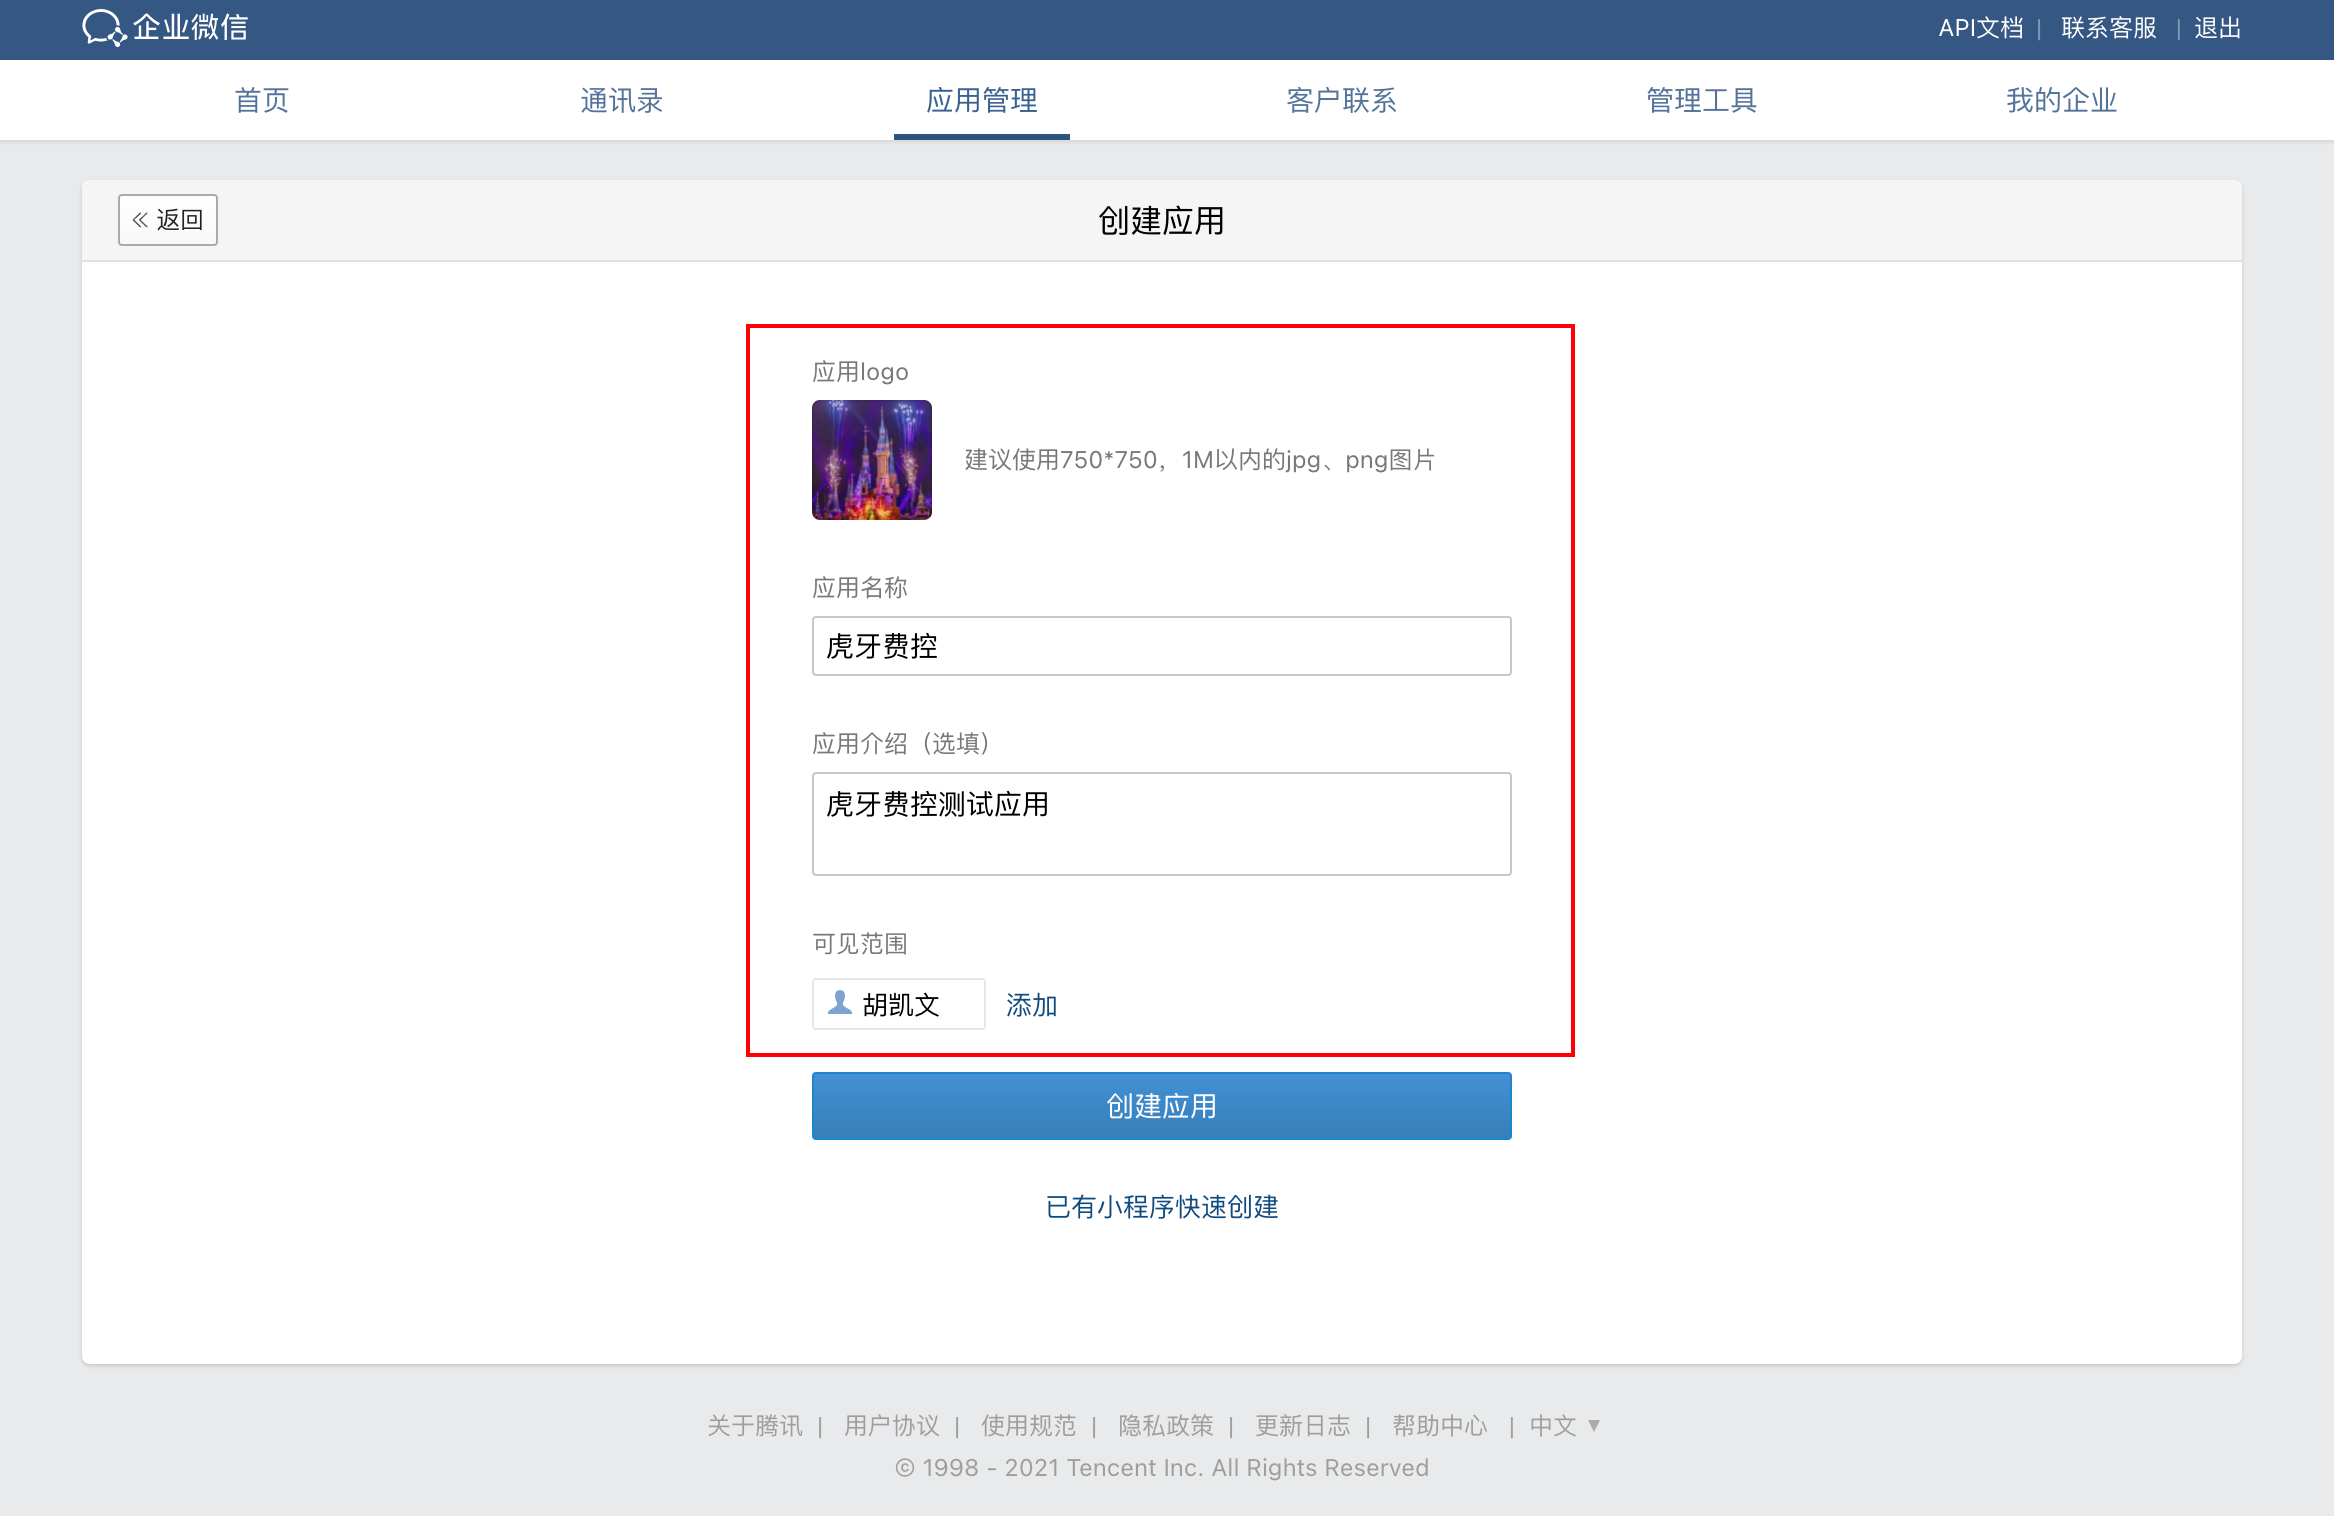 企业微信
API文档 | 联系客服 | 退出
首页 通讯录 应用管理 客户联系 管理工具 我的企业
« 返回 创建应用
应用logo
建议使用750*750，1M以内的jpg、png图片
应用名称
虎牙费控
应用介绍（选填）
虎牙费控测试应用
可见范围
胡凯文 添加
创建应用
已有小程序快速创建
关于腾讯 | 用户协议 | 使用规范 | 隐私政策 | 更新日志 | 帮助中心 | 中文 ▼
© 1998 - 2021 Tencent Inc. All Rights Reserved